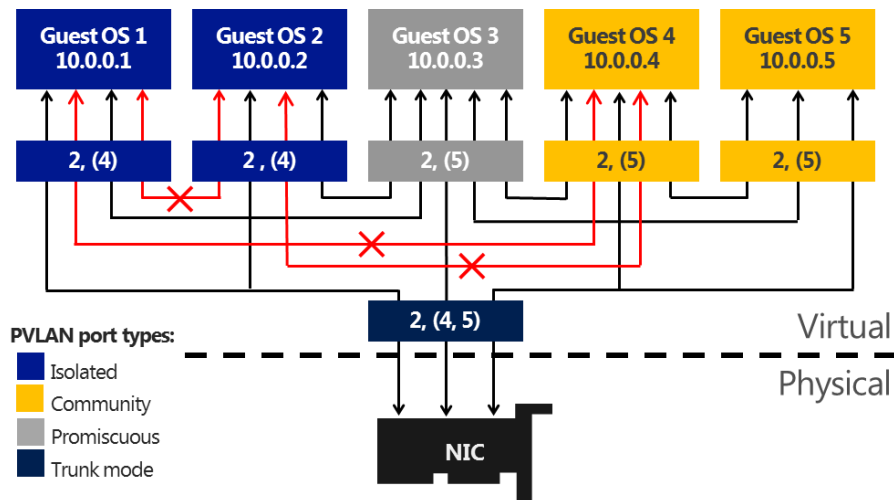 Guest OS 1
10.0.0.1
Guest OS 2
10.0.0.2
Guest OS 3
10.0.0.3
Guest OS 4
10.0.0.4
Guest OS 5
10.0.0.5
2, (4)
2 , (4)
2, (5)
2, (5)
2, (5)
2, (4, 5)
Virtual
Physical
PVLAN port types:
Isolated
Community
Promiscuous
Trunk mode
NIC